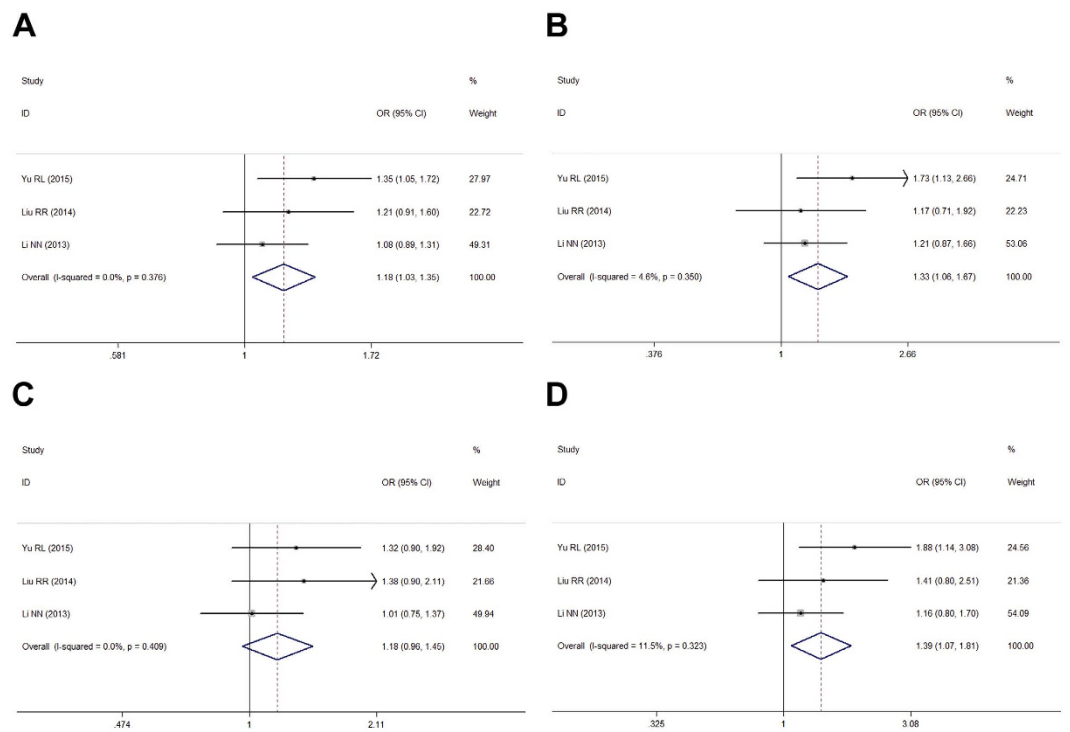 A
Study %
ID OR (95% CI) Weight
Yu RL (2015) 1.35 (1.05, 1.72) 27.97
Liu RR (2014) 1.21 (0.91, 1.60) 22.72
Li NN (2013) 1.08 (0.89, 1.31) 49.31
Overall (I-squared = 0.0%, p = 0.376) 1.18 (1.03, 1.35) 100.00
.581 1 1.72
B
Study %
ID OR (95% CI) Weight
Yu RL (2015) 1.73 (1.13, 2.66) 24.71
Liu RR (2014) 1.17 (0.71, 1.92) 22.23
Li NN (2013) 1.21 (0.87, 1.66) 53.06
Overall (I-squared = 4.6%, p = 0.350) 1.33 (1.06, 1.67) 100.00
.376 1 2.66
C
Study %
ID OR (95% CI) Weight
Yu RL (2015) 1.32 (0.90, 1.92) 28.40
Liu RR (2014) 1.38 (0.90, 2.11) 21.66
Li NN (2013) 1.01 (0.75, 1.37) 49.94
Overall (I-squared = 0.0%, p = 0.409) 1.18 (0.96, 1.45) 100.00
.474 1 2.11
D
Study %
ID OR (95% CI) Weight
Yu RL (2015) 1.88 (1.14, 3.08) 24.56
Liu RR (2014) 1.41 (0.80, 2.51) 21.36
Li NN (2013) 1.16 (0.80, 1.70) 54.09
Overall (I-squared = 11.5%, p = 0.323) 1.39 (1.07, 1.81) 100.00
.325 1 3.08